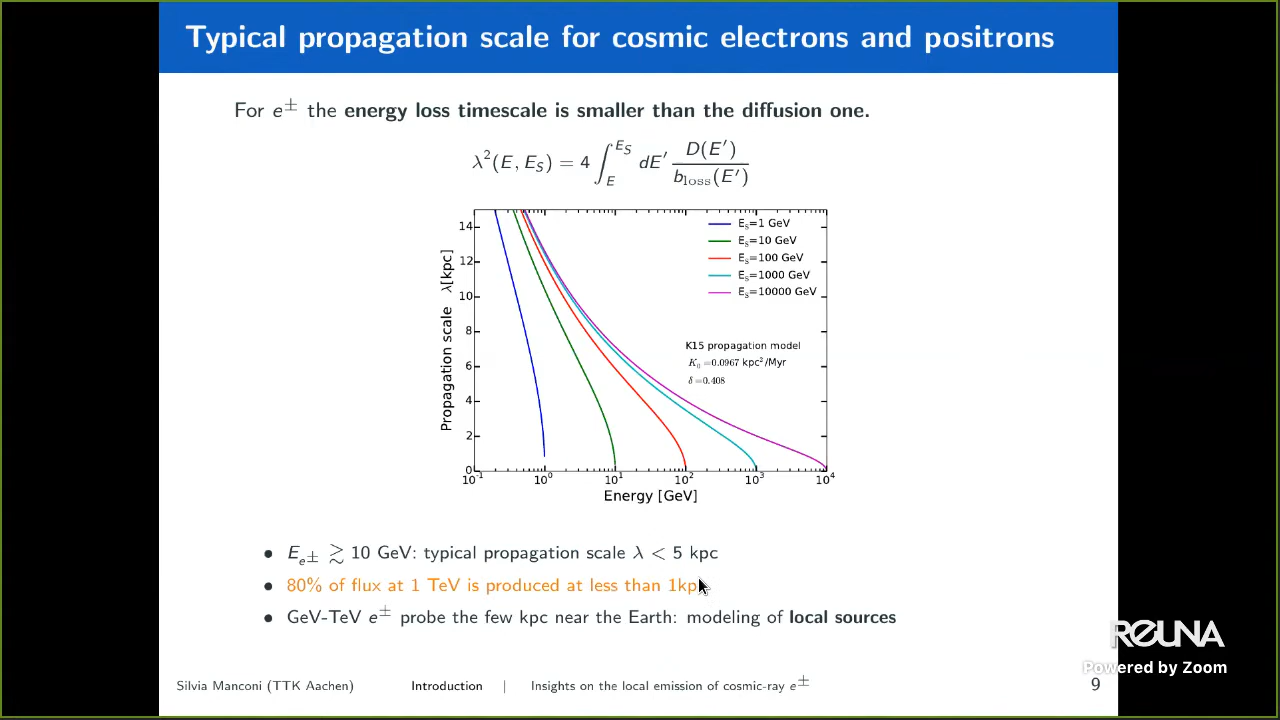 Typical propagation scale for cosmic electrons and positrons
For e± the energy loss timescale is smaller than the diffusion one.
λ²(E, E_S) = 4 ∫_E^{E_S} dE′ D(E′) / b_loss(E′)
Propagation scale λ[kpc]
14
12
10
8
6
4
2
0
E_S=1 GeV
E_S=10 GeV
E_S=100 GeV
E_S=1000 GeV
E_S=10000 GeV
K15 propagation model
K_0 =0.0967 kpc²/Myr
δ =0.408
10⁻¹ 10⁰ 10¹ 10² 10³ 10⁴
Energy [GeV]
• E_{e±} ≳ 10 GeV: typical propagation scale λ < 5 kpc
• 80% of flux at 1 TeV is produced at less than 1kp
• GeV-TeV e± probe the few kpc near the Earth: modeling of local sources
REUNA
Powered by Zoom
Silvia Manconi (TTK Aachen) Introduction | Insights on the local emission of cosmic-ray e± 9